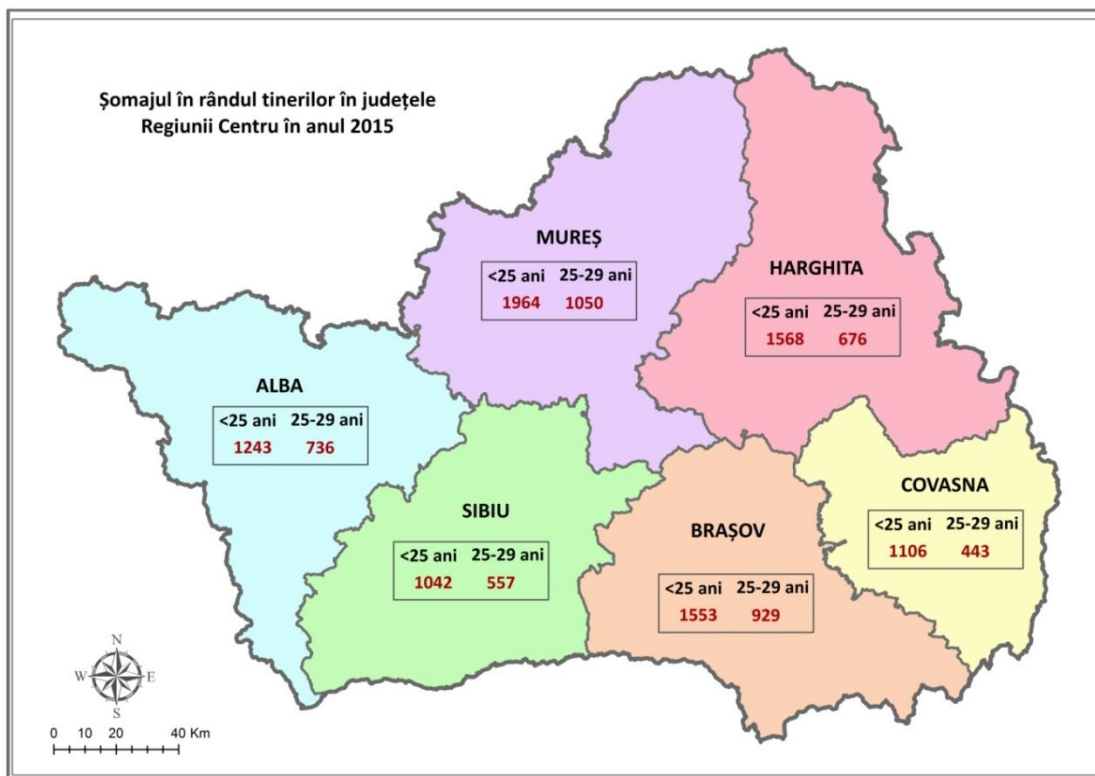 Șomajul în rândul tinerilor în județele
Regiunii Centru în anul 2015
MUREȘ
<25 ani 25-29 ani
1964 1050
HARGHITA
<25 ani 25-29 ani
1568 676
ALBA
<25 ani 25-29 ani
1243 736
COVASNA
<25 ani 25-29 ani
1106 443
SIBIU
<25 ani 25-29 ani
1042 557
BRAȘOV
<25 ani 25-29 ani
1553 929
N
W E
S
0 10 20 40 Km